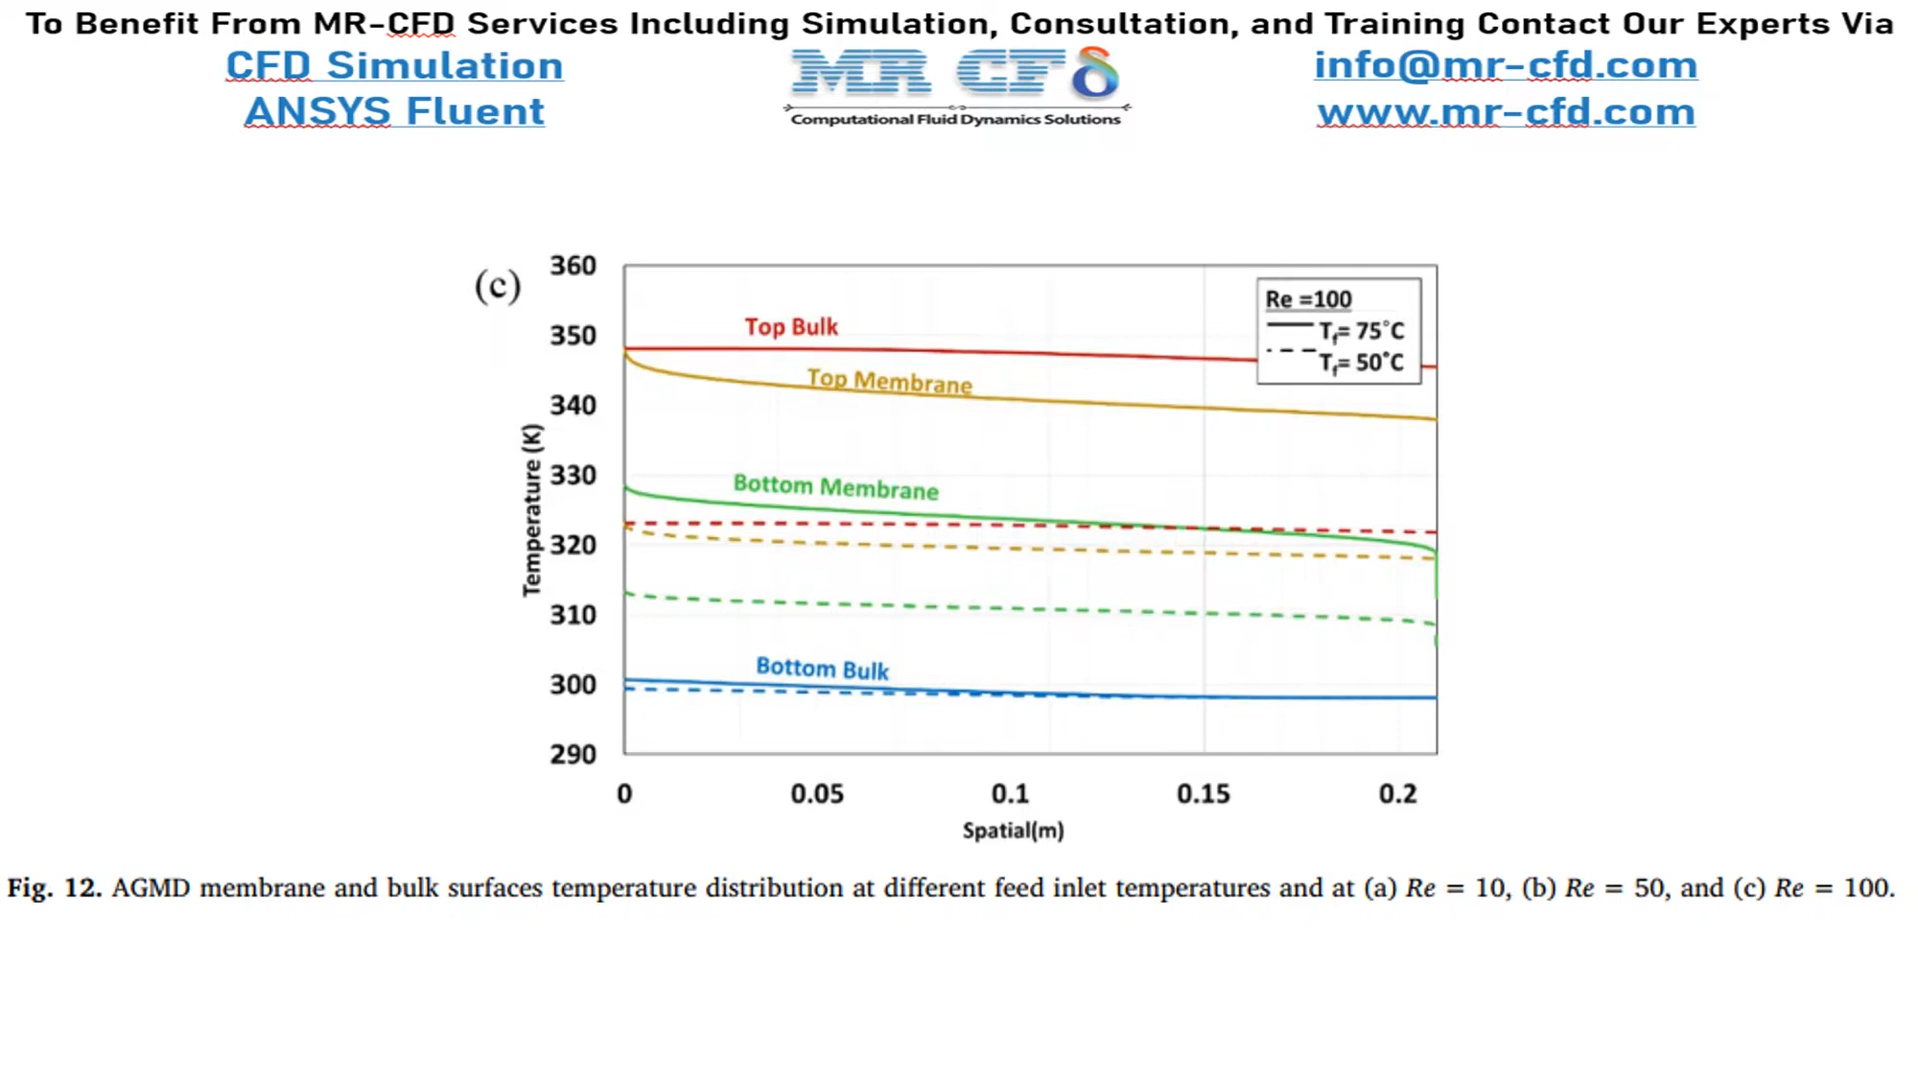 To Benefit From MR-CFD Services Including Simulation, Consultation, and Training Contact Our Experts Via
CFD Simulation
ANSYS Fluent
MR CFδ
Computational Fluid Dynamics Solutions
info@mr-cfd.com
www.mr-cfd.com
(c)
360
350
340
330
320
310
300
290
Temperature (K)
Top Bulk
Top Membrane
Bottom Membrane
Bottom Bulk
Re =100
Tf= 75°C
Tf= 50°C
0 0.05 0.1 0.15 0.2
Spatial(m)
Fig. 12. AGMD membrane and bulk surfaces temperature distribution at different feed inlet temperatures and at (a) Re = 10, (b) Re = 50, and (c) Re = 100.